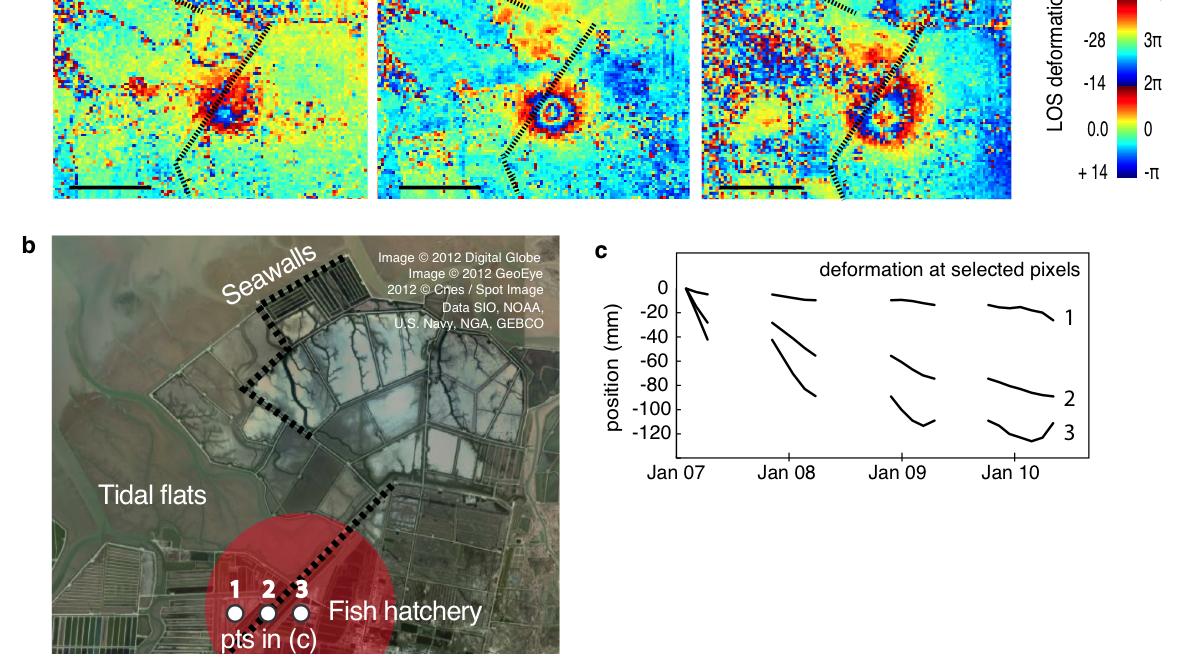 LOS deformatio
-28
-14
0.0
+ 14
3π
2π
0
-π
b
Seawalls
Image © 2012 Digital Globe
Image © 2012 GeoEye
2012 © Cnes / Spot Image
Data SIO, NOAA,
U.S. Navy, NGA, GEBCO
Tidal flats
1 2 3
Fish hatchery
pts in (c)
c
deformation at selected pixels
position (mm)
0
-20
-40
-60
-80
-100
-120
1
2
3
Jan 07 Jan 08 Jan 09 Jan 10